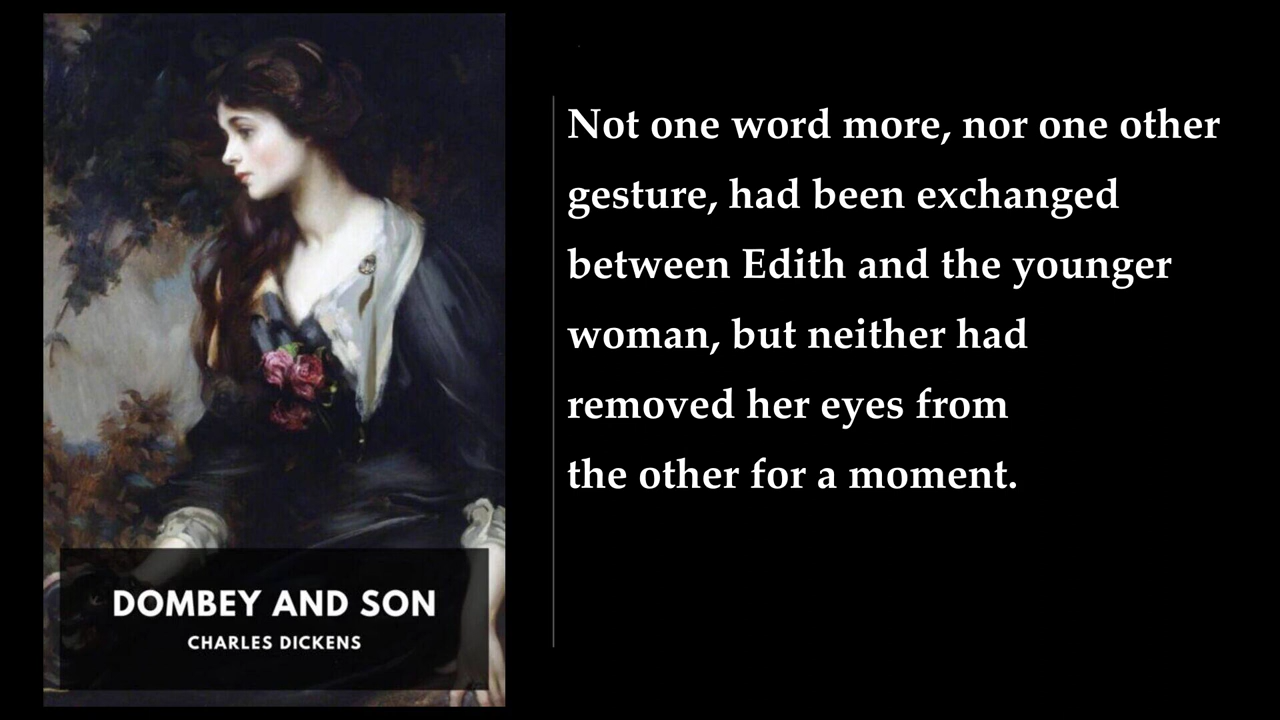 Not one word more, nor one other
gesture, had been exchanged
between Edith and the younger
woman, but neither had
removed her eyes from
the other for a moment.
DOMBEY AND SON
CHARLES DICKENS